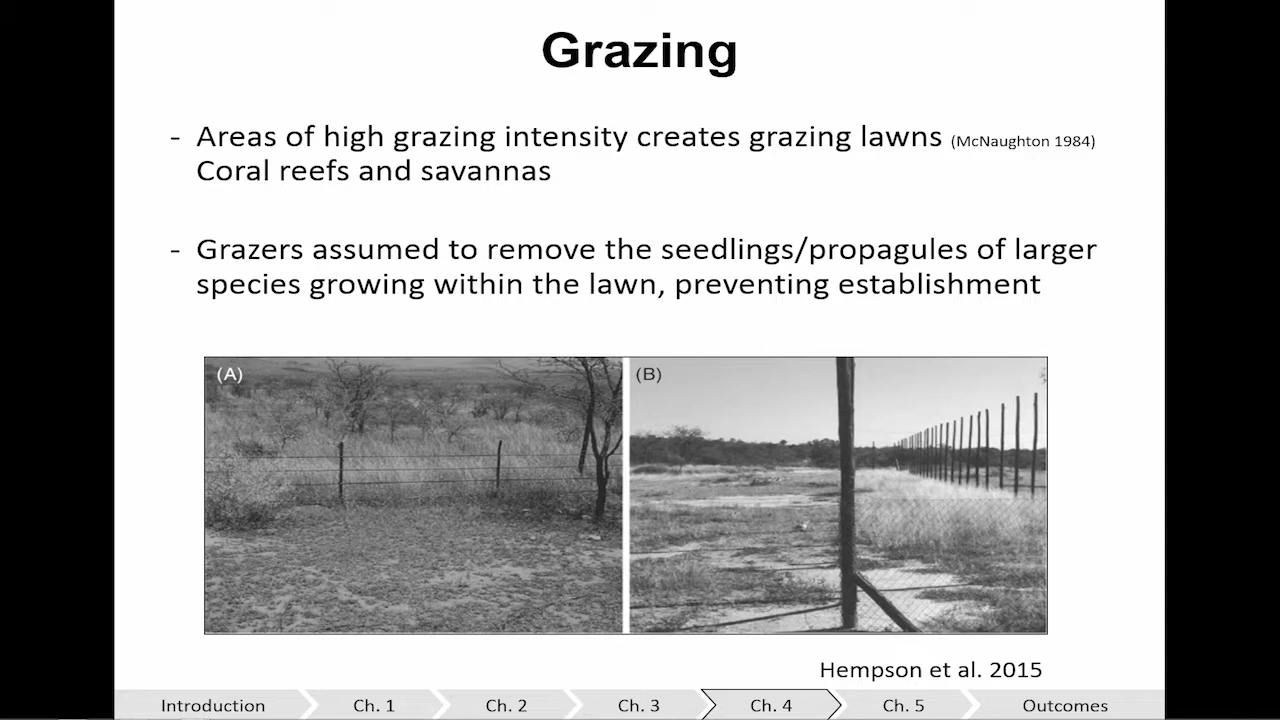 Grazing
- Areas of high grazing intensity creates grazing lawns (McNaughton 1984)
Coral reefs and savannas
- Grazers assumed to remove the seedlings/propagules of larger
species growing within the lawn, preventing establishment
(A)
(B)
Hempson et al. 2015
Introduction
Ch. 1
Ch. 2
Ch. 3
Ch. 4
Ch. 5
Outcomes